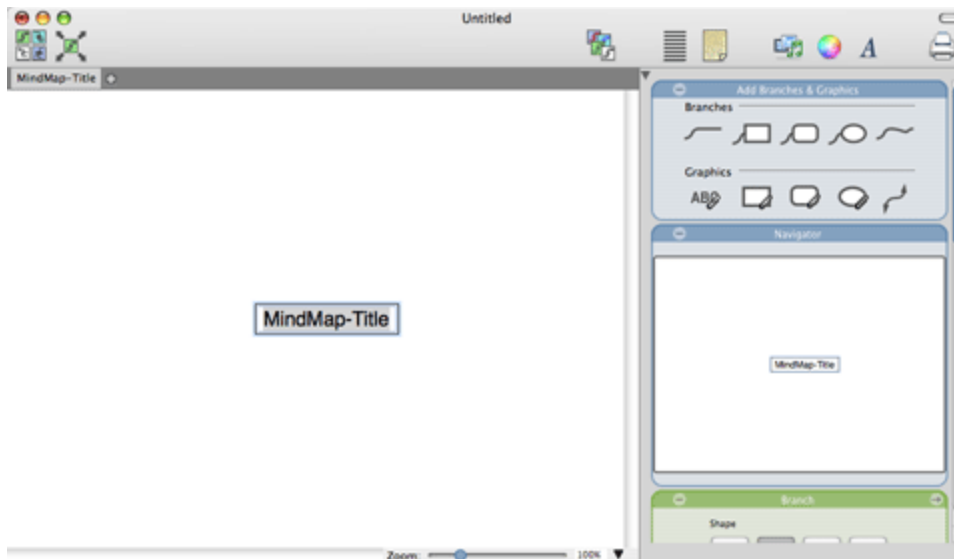 Untitled
MindMap-Title
Add Branches & Graphics
Branches
Graphics
ABC
MindMap-Title
Navigator
MindMap-Title
Branch
Shape
Zoom: 100%